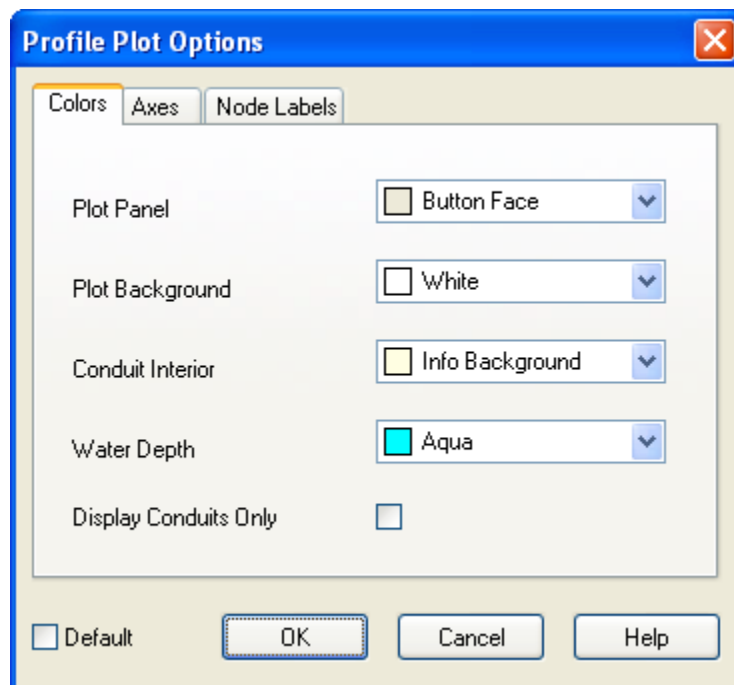 Profile Plot Options
Colors Axes Node Labels
Plot Panel Button Face
Plot Background White
Conduit Interior Info Background
Water Depth Aqua
Display Conduits Only
Default OK Cancel Help